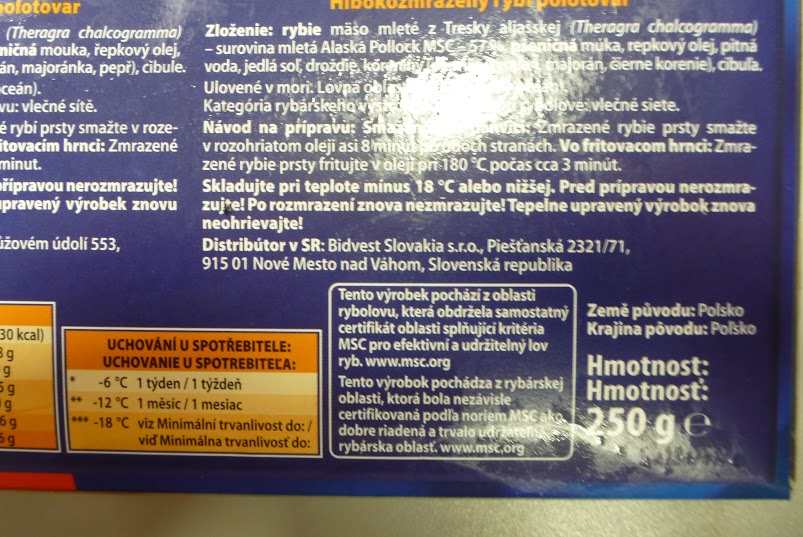 polotovar
(Theragra chalcogramma)
pšeničná mouka, řepkový olej,
majoránka, pepř), cibule.
oceán).
vlečné sítě.
rybí prsty smažte v roze-
fritovacím hrnci: Zmrazené
minut.
přípravou nerozmrazujte!
upravený výrobek znovu
údolí 553,
Hlbokozmrazený rybí polotovar
Zloženie: rybie mäso mleté z Tresky aljašskej (Theragra chalcogramma)
– surovina mletá Alaská Pollock MSC – 57 %, pšeničná múka, repkový olej, pitná
voda, jedlá soľ, droždie, majorán, čierne korenie), cibuľa.
Ulovené v mori. Lovná
Kategória rybárskeho vlečné siete.
Návod na prípravu: Zmrazené rybie prsty smažte
v rozohriatom oleji asi 8 minút po oboch stranách. Vo fritovacom hrnci: Zmra-
zené rybie prsty fritujte v oleji pri 180 °C počas cca 3 minút.
Skladujte pri teplote mínus 18 °C alebo nižšej. Pred prípravou nerozmra-
zujte! Po rozmrazení znova nezmrazujte! Tepelne upravený výrobok znova
neohrievajte!
Distribútor v SR: Bidvest Slovakia s.r.o., Piešťanská 2321/71,
915 01 Nové Mesto nad Váhom, Slovenská republika
30 kcal)
g
g
g
g
6 g
6 g
UCHOVÁNÍ U SPOTŘEBITELE:
UCHOVANIE U SPOTREBITEĽA:
* -6 °C 1 týden / 1 týždeň
** -12 °C 1 měsíc / 1 mesiac
*** -18 °C viz Minimální trvanlivost do: /
viď Minimálna trvanlivosť do:
Tento výrobek pochází z oblasti
rybolovu, která obdržela samostatný
certifikát oblasti splňující kritéria
MSC pro efektivní a udržitelný lov
ryb. www.msc.org
Tento výrobok pochádza z rybárskej
oblasti, ktorá bola nezávisle
certifikovaná podľa noriem MSC ako
dobre riadená a trvalo udržateľná
rybárska oblasť. www.msc.org
Země původu: Polsko
Krajina pôvodu: Poľsko
Hmotnost:
Hmotnosť:
250 g ℮